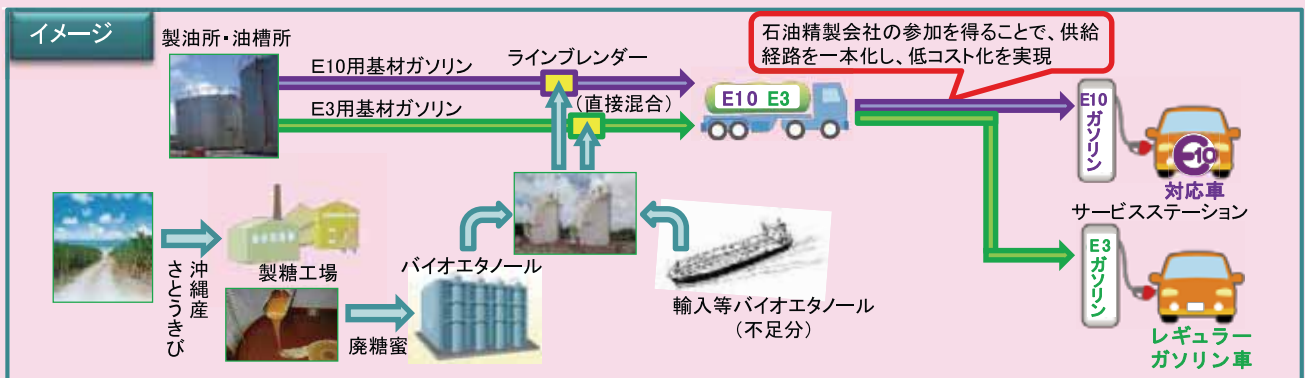 イメージ
製油所・油槽所
E10用基材ガソリン
ラインブレンダー
E3用基材ガソリン
（直接混合）
石油精製会社の参加を得ることで、供給
経路を一本化し、低コスト化を実現
E10 E3
E10ガソリン
E10
対応車
サービスステーション
E3ガソリン
レギュラー
ガソリン車
沖縄産
さとうきび
製糖工場
廃糖蜜
バイオエタノール
輸入等バイオエタノール
（不足分）